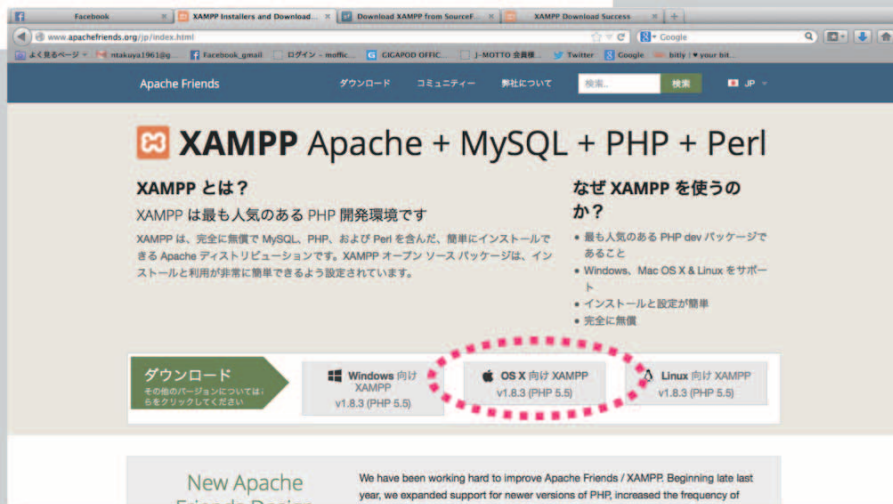 Facebook
XAMPP Installers and Download...
Download XAMPP from SourceF...
XAMPP Download Success
www.apachefriends.org/jp/index.html
Google
よく見るページ
ntakuya1961@g...
Facebook_gmail
ログイン - moffic...
GIGAPOD OFFIC...
J-MOTTO 会員様...
Twitter
Google
bitly | ♥ your bit...
Apache Friends
ダウンロード
コミュニティー
弊社について
検索...
検索
JP
XAMPP Apache + MySQL + PHP + Perl
XAMPP とは？
XAMPP は最も人気のある PHP 開発環境です
XAMPP は、完全に無償で MySQL、PHP、および Perl を含んだ、簡単にインストールで
きる Apache ディストリビューションです。XAMPP オープン ソース パッケージは、イン
ストールと利用が非常に簡単できるよう設定されています。
なぜ XAMPP を使うの
か？
• 最も人気のある PHP dev パッケージで
あること
• Windows、Mac OS X & Linux をサポー
ト
• インストールと設定が簡単
• 完全に無償
ダウンロード
その他のバージョンについては
らをクリックしてください
Windows 向け
XAMPP
v1.8.3 (PHP 5.5)
OS X 向け XAMPP
v1.8.3 (PHP 5.5)
Linux 向け XAMPP
v1.8.3 (PHP 5.5)
New Apache
Friends Design
We have been working hard to improve Apache Friends / XAMPP. Beginning late last
year, we expanded support for newer versions of PHP, increased the frequency of